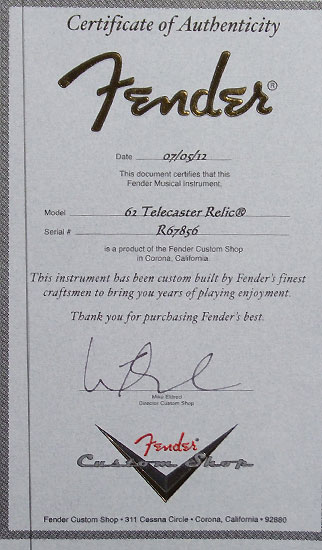 Certificate of Authenticity
Fender®
Date 07/05/12
This document certifies that this
Fender Musical Instrument.
Model 61 Telecaster Relic®
Serial # R67856
is a product of the Fender Custom Shop
in Corona, California.
This instrument has been custom built by Fender's finest
craftsmen to bring you years of playing enjoyment.
Thank you for purchasing Fender's best.
Mike Eldred
Director Custom Shop
Fender®
Custom Shop
Fender Custom Shop • 311 Cessna Circle • Corona, California • 92880